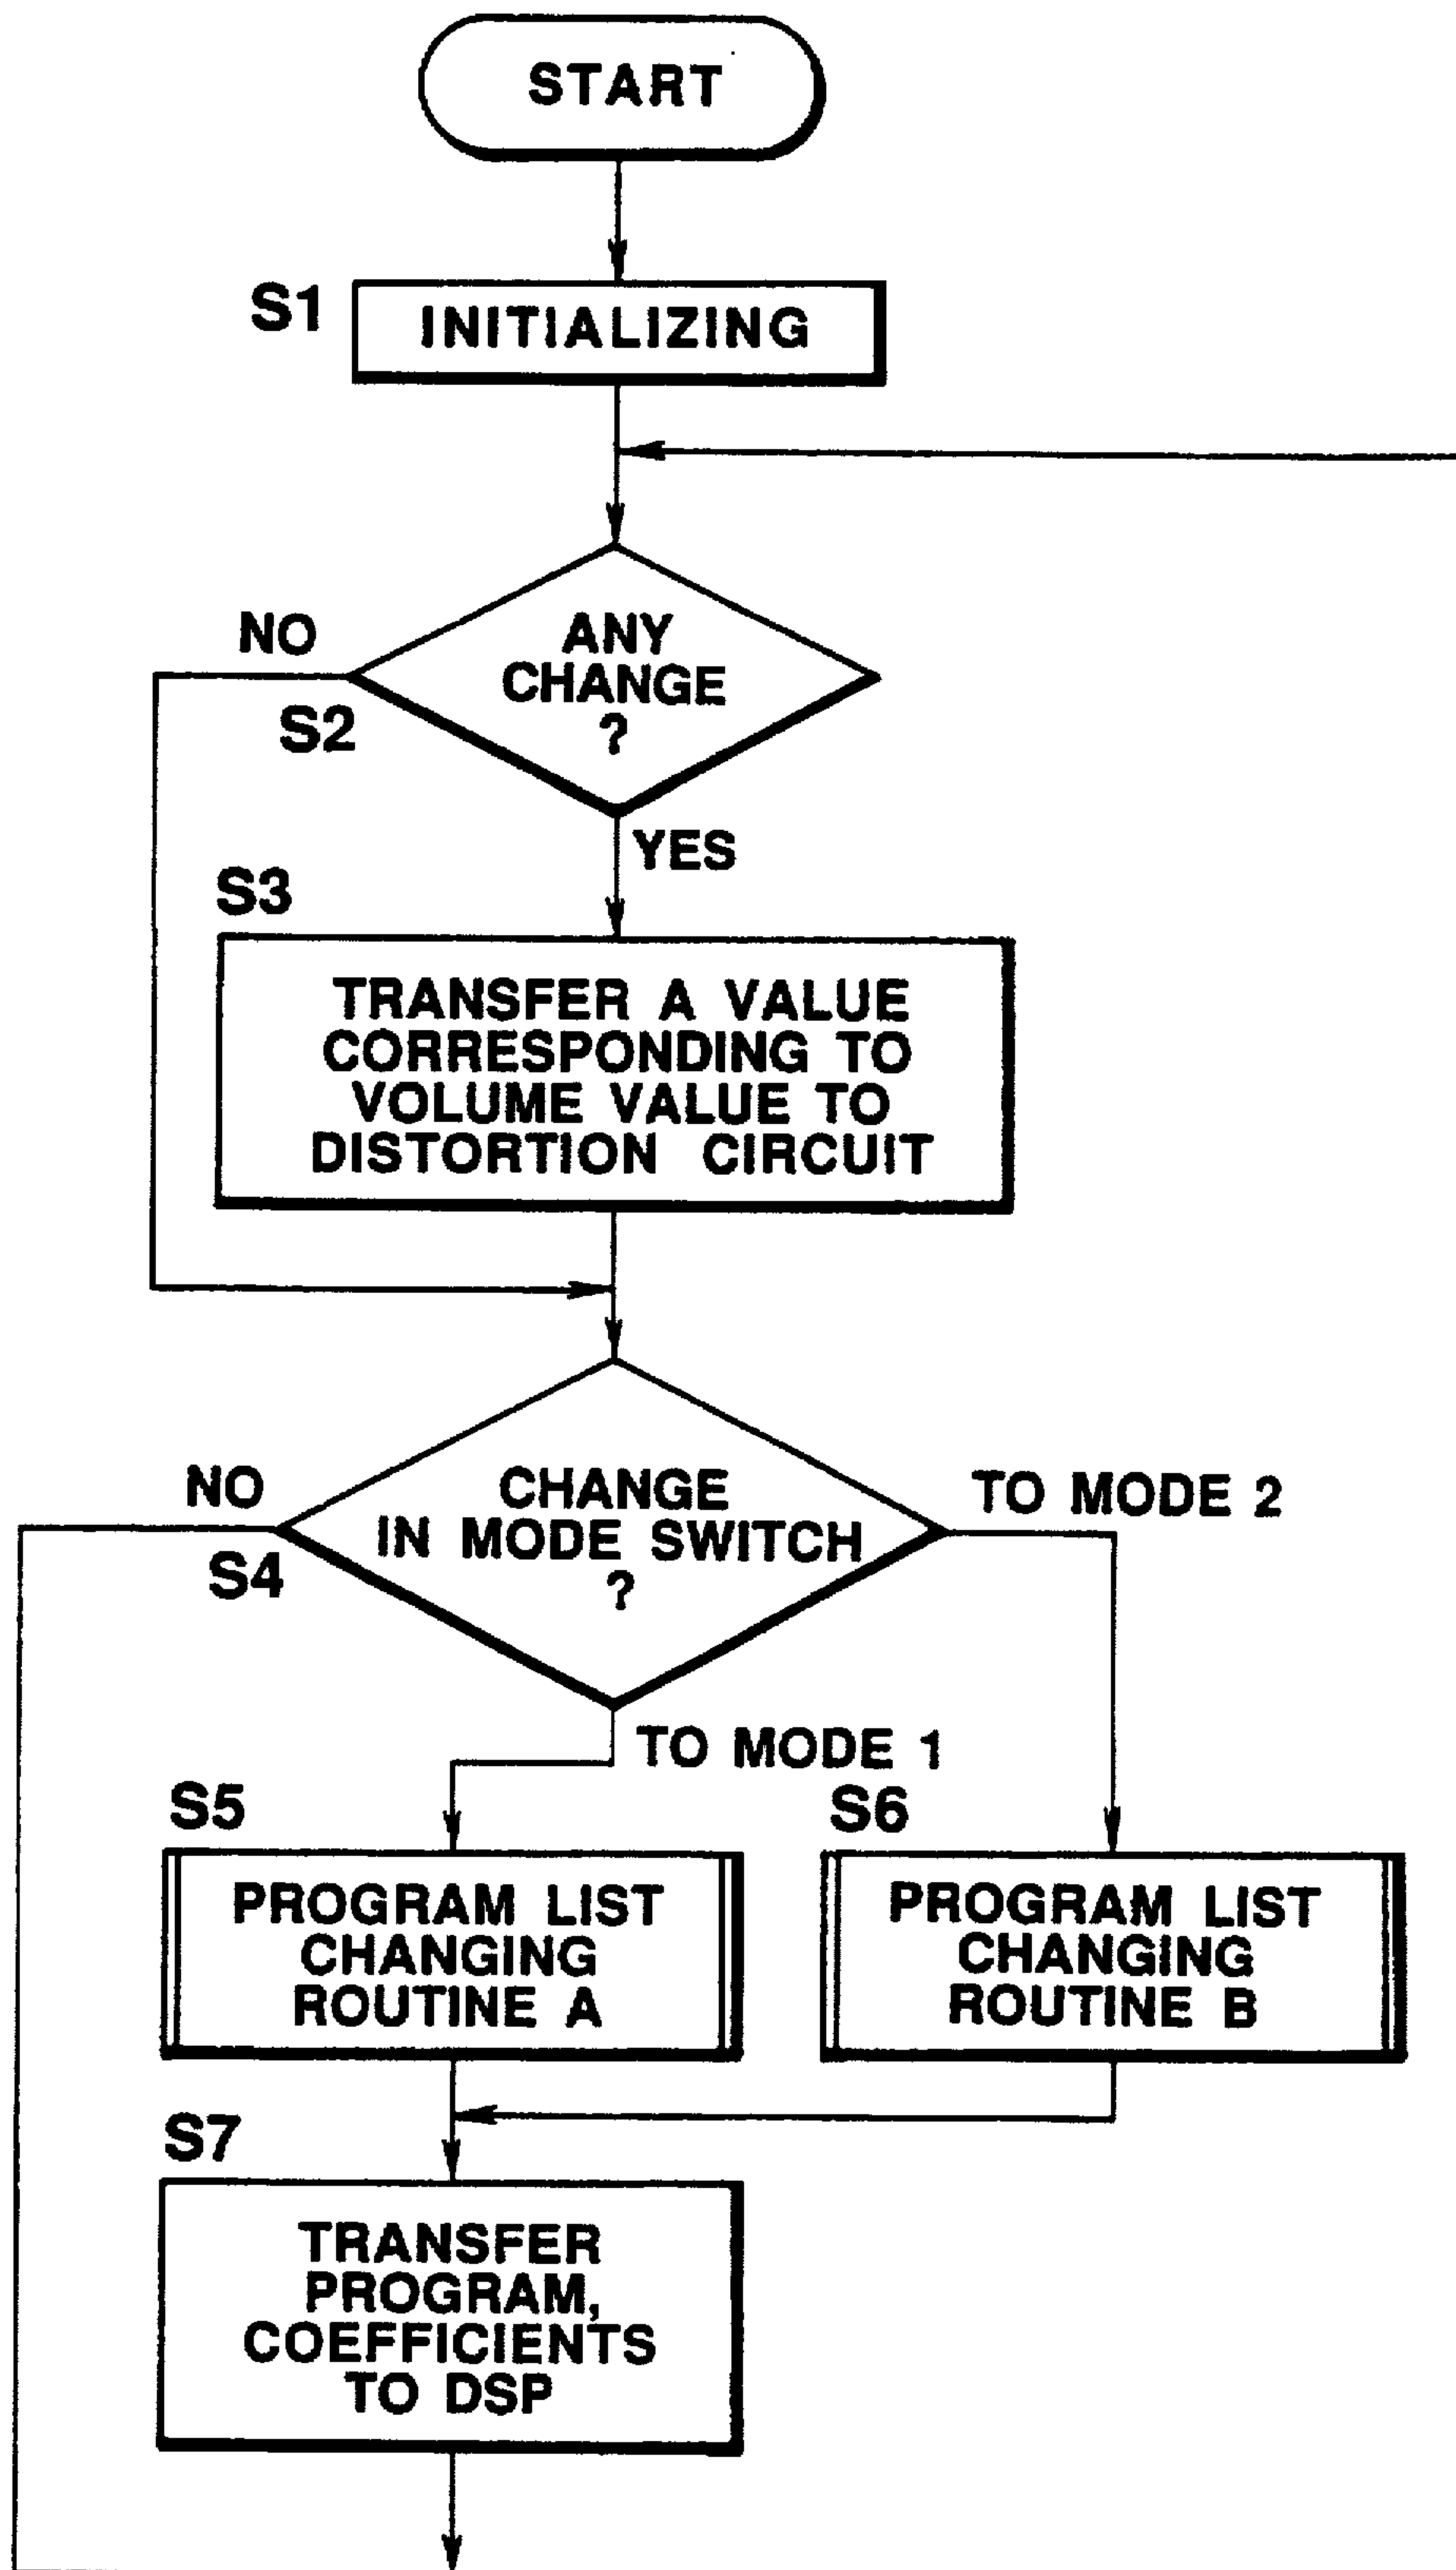 START
S1
INITIALIZING
NO
ANY
CHANGE
?
S2
YES
S3
TRANSFER A VALUE
CORRESPONDING TO
VOLUME VALUE TO
DISTORTION CIRCUIT
NO
CHANGE
IN MODE SWITCH
?
TO MODE 2
S4
TO MODE 1
S5
S6
PROGRAM LIST
CHANGING
ROUTINE A
PROGRAM LIST
CHANGING
ROUTINE B
S7
TRANSFER
PROGRAM,
COEFFICIENTS
TO DSP